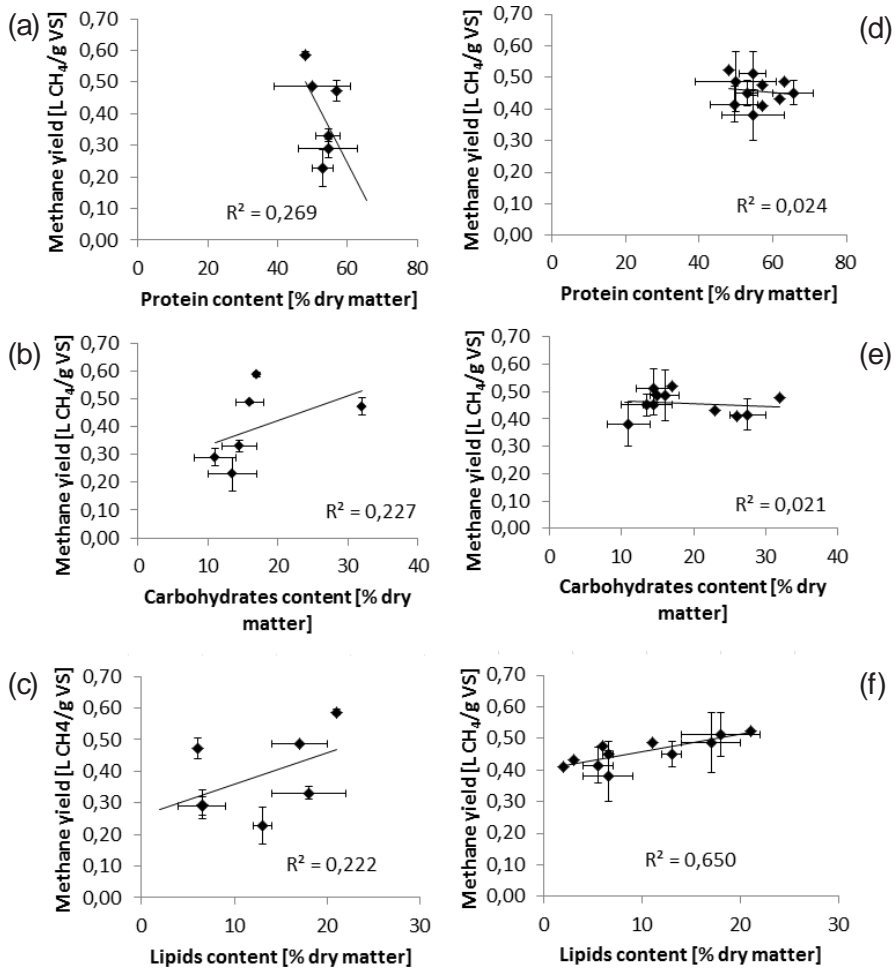 (a)
Methane yield [L CH₄/g VS]
0,70
0,60
0,50
0,40
0,30
0,20
0,10
0,00
R² = 0,269
0 20 40 60 80
Protein content [% dry matter]
(d)
Methane yield [L CH₄/g VS]
0,70
0,60
0,50
0,40
0,30
0,20
0,10
0,00
R² = 0,024
0 20 40 60 80
Protein content [% dry matter]
(b)
Methane yield [L CH₄/g VS]
0,70
0,60
0,50
0,40
0,30
0,20
0,10
0,00
R² = 0,227
0 10 20 30 40
Carbohydrates content [% dry
matter]
(e)
Methane yield [L CH₄/g VS]
0,70
0,60
0,50
0,40
0,30
0,20
0,10
0,00
R² = 0,021
0 10 20 30 40
Carbohydrates content [% dry
matter]
(c)
Methane yield [L CH4/g VS]
0,70
0,60
0,50
0,40
0,30
0,20
0,10
0,00
R² = 0,222
0 10 20 30
Lipids content [% dry matter]
(f)
Methane yield [L CH₄/g VS]
0,70
0,60
0,50
0,40
0,30
0,20
0,10
0,00
R² = 0,650
0 10 20 30
Lipids content [% dry matter]